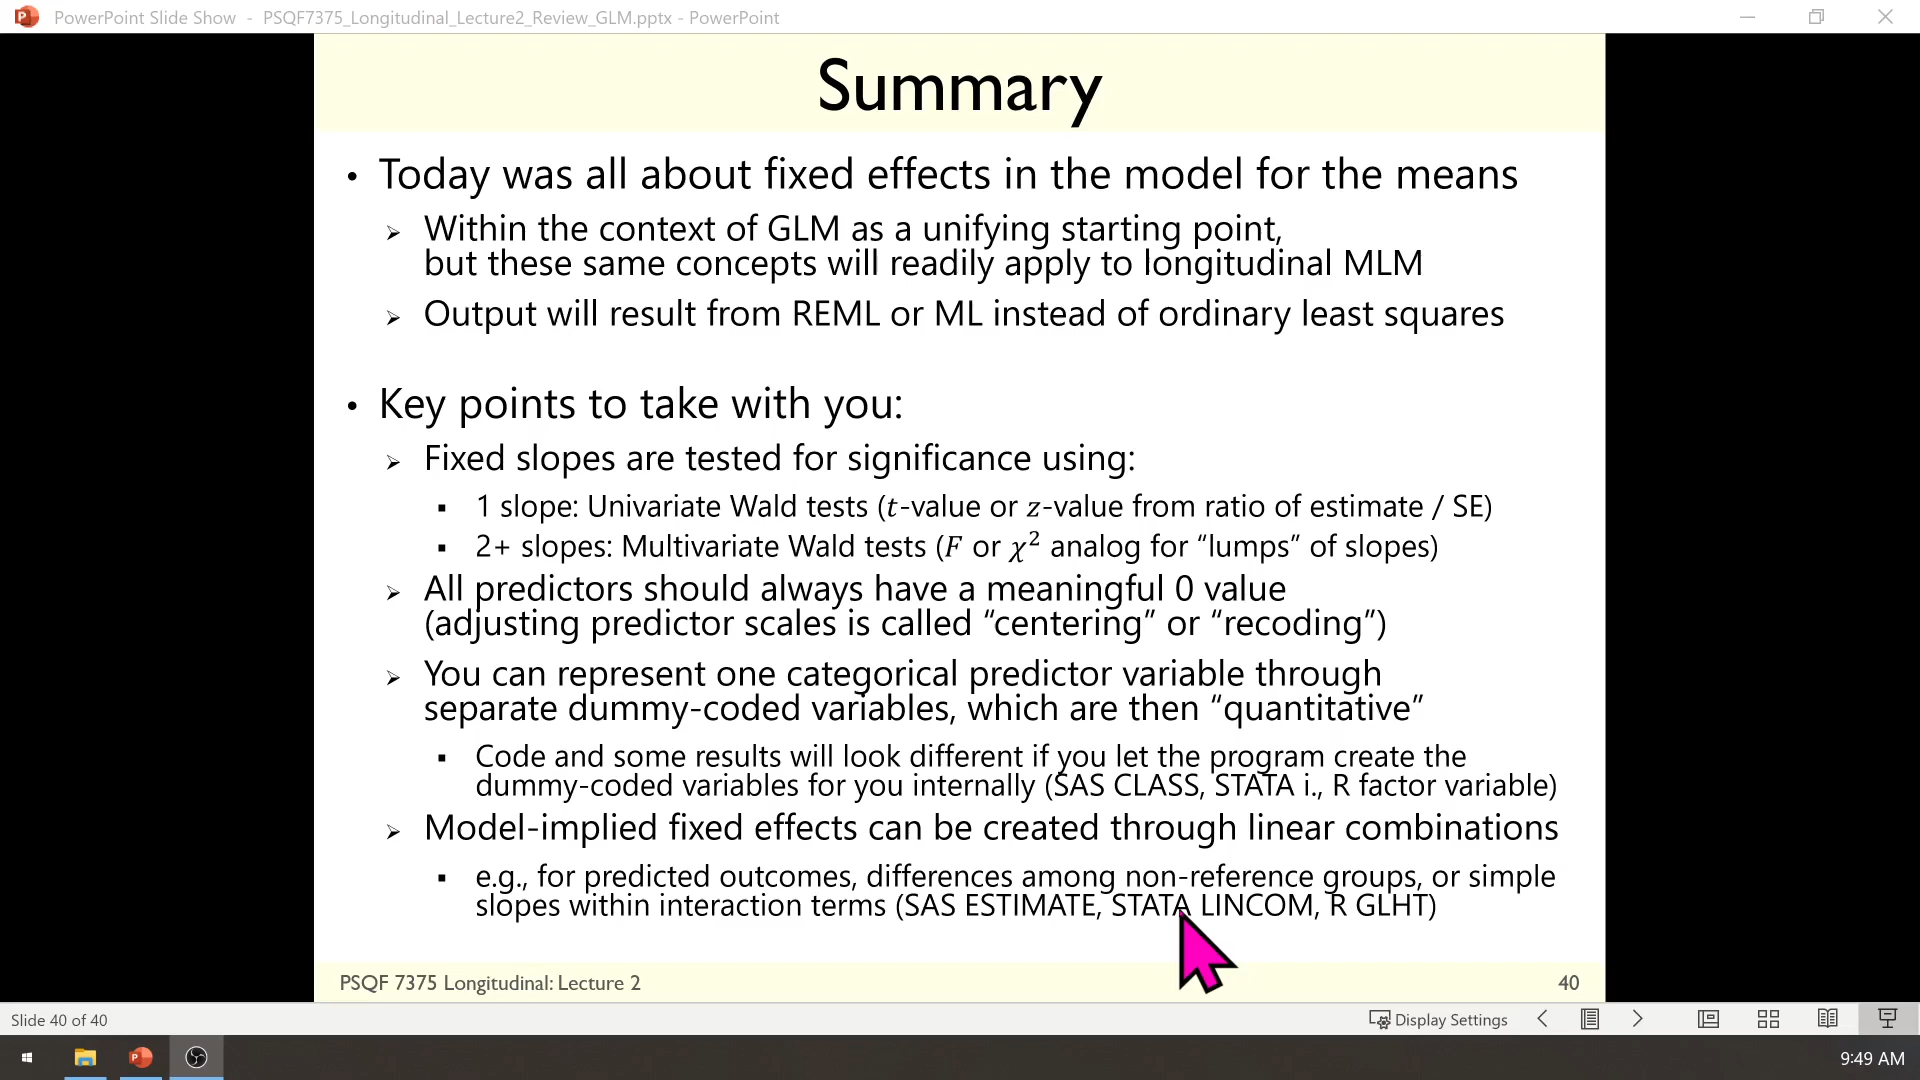 PowerPoint Slide Show - PSQF7375_Longitudinal_Lecture2_Review_GLM.pptx - PowerPoint
Summary
• Today was all about fixed effects in the model for the means
➢ Within the context of GLM as a unifying starting point,
but these same concepts will readily apply to longitudinal MLM
➢ Output will result from REML or ML instead of ordinary least squares
• Key points to take with you:
➢ Fixed slopes are tested for significance using:
▪ 1 slope: Univariate Wald tests (𝑡-value or 𝑧-value from ratio of estimate / SE)
▪ 2+ slopes: Multivariate Wald tests (𝐹 or 𝜒² analog for “lumps” of slopes)
➢ All predictors should always have a meaningful 0 value
(adjusting predictor scales is called “centering” or “recoding”)
➢ You can represent one categorical predictor variable through
separate dummy-coded variables, which are then “quantitative”
▪ Code and some results will look different if you let the program create the
dummy-coded variables for you internally (SAS CLASS, STATA i., R factor variable)
➢ Model-implied fixed effects can be created through linear combinations
▪ e.g., for predicted outcomes, differences among non-reference groups, or simple
slopes within interaction terms (SAS ESTIMATE, STATA LINCOM, R GLHT)
PSQF 7375 Longitudinal: Lecture 2
40
Slide 40 of 40
Display Settings
9:49 AM